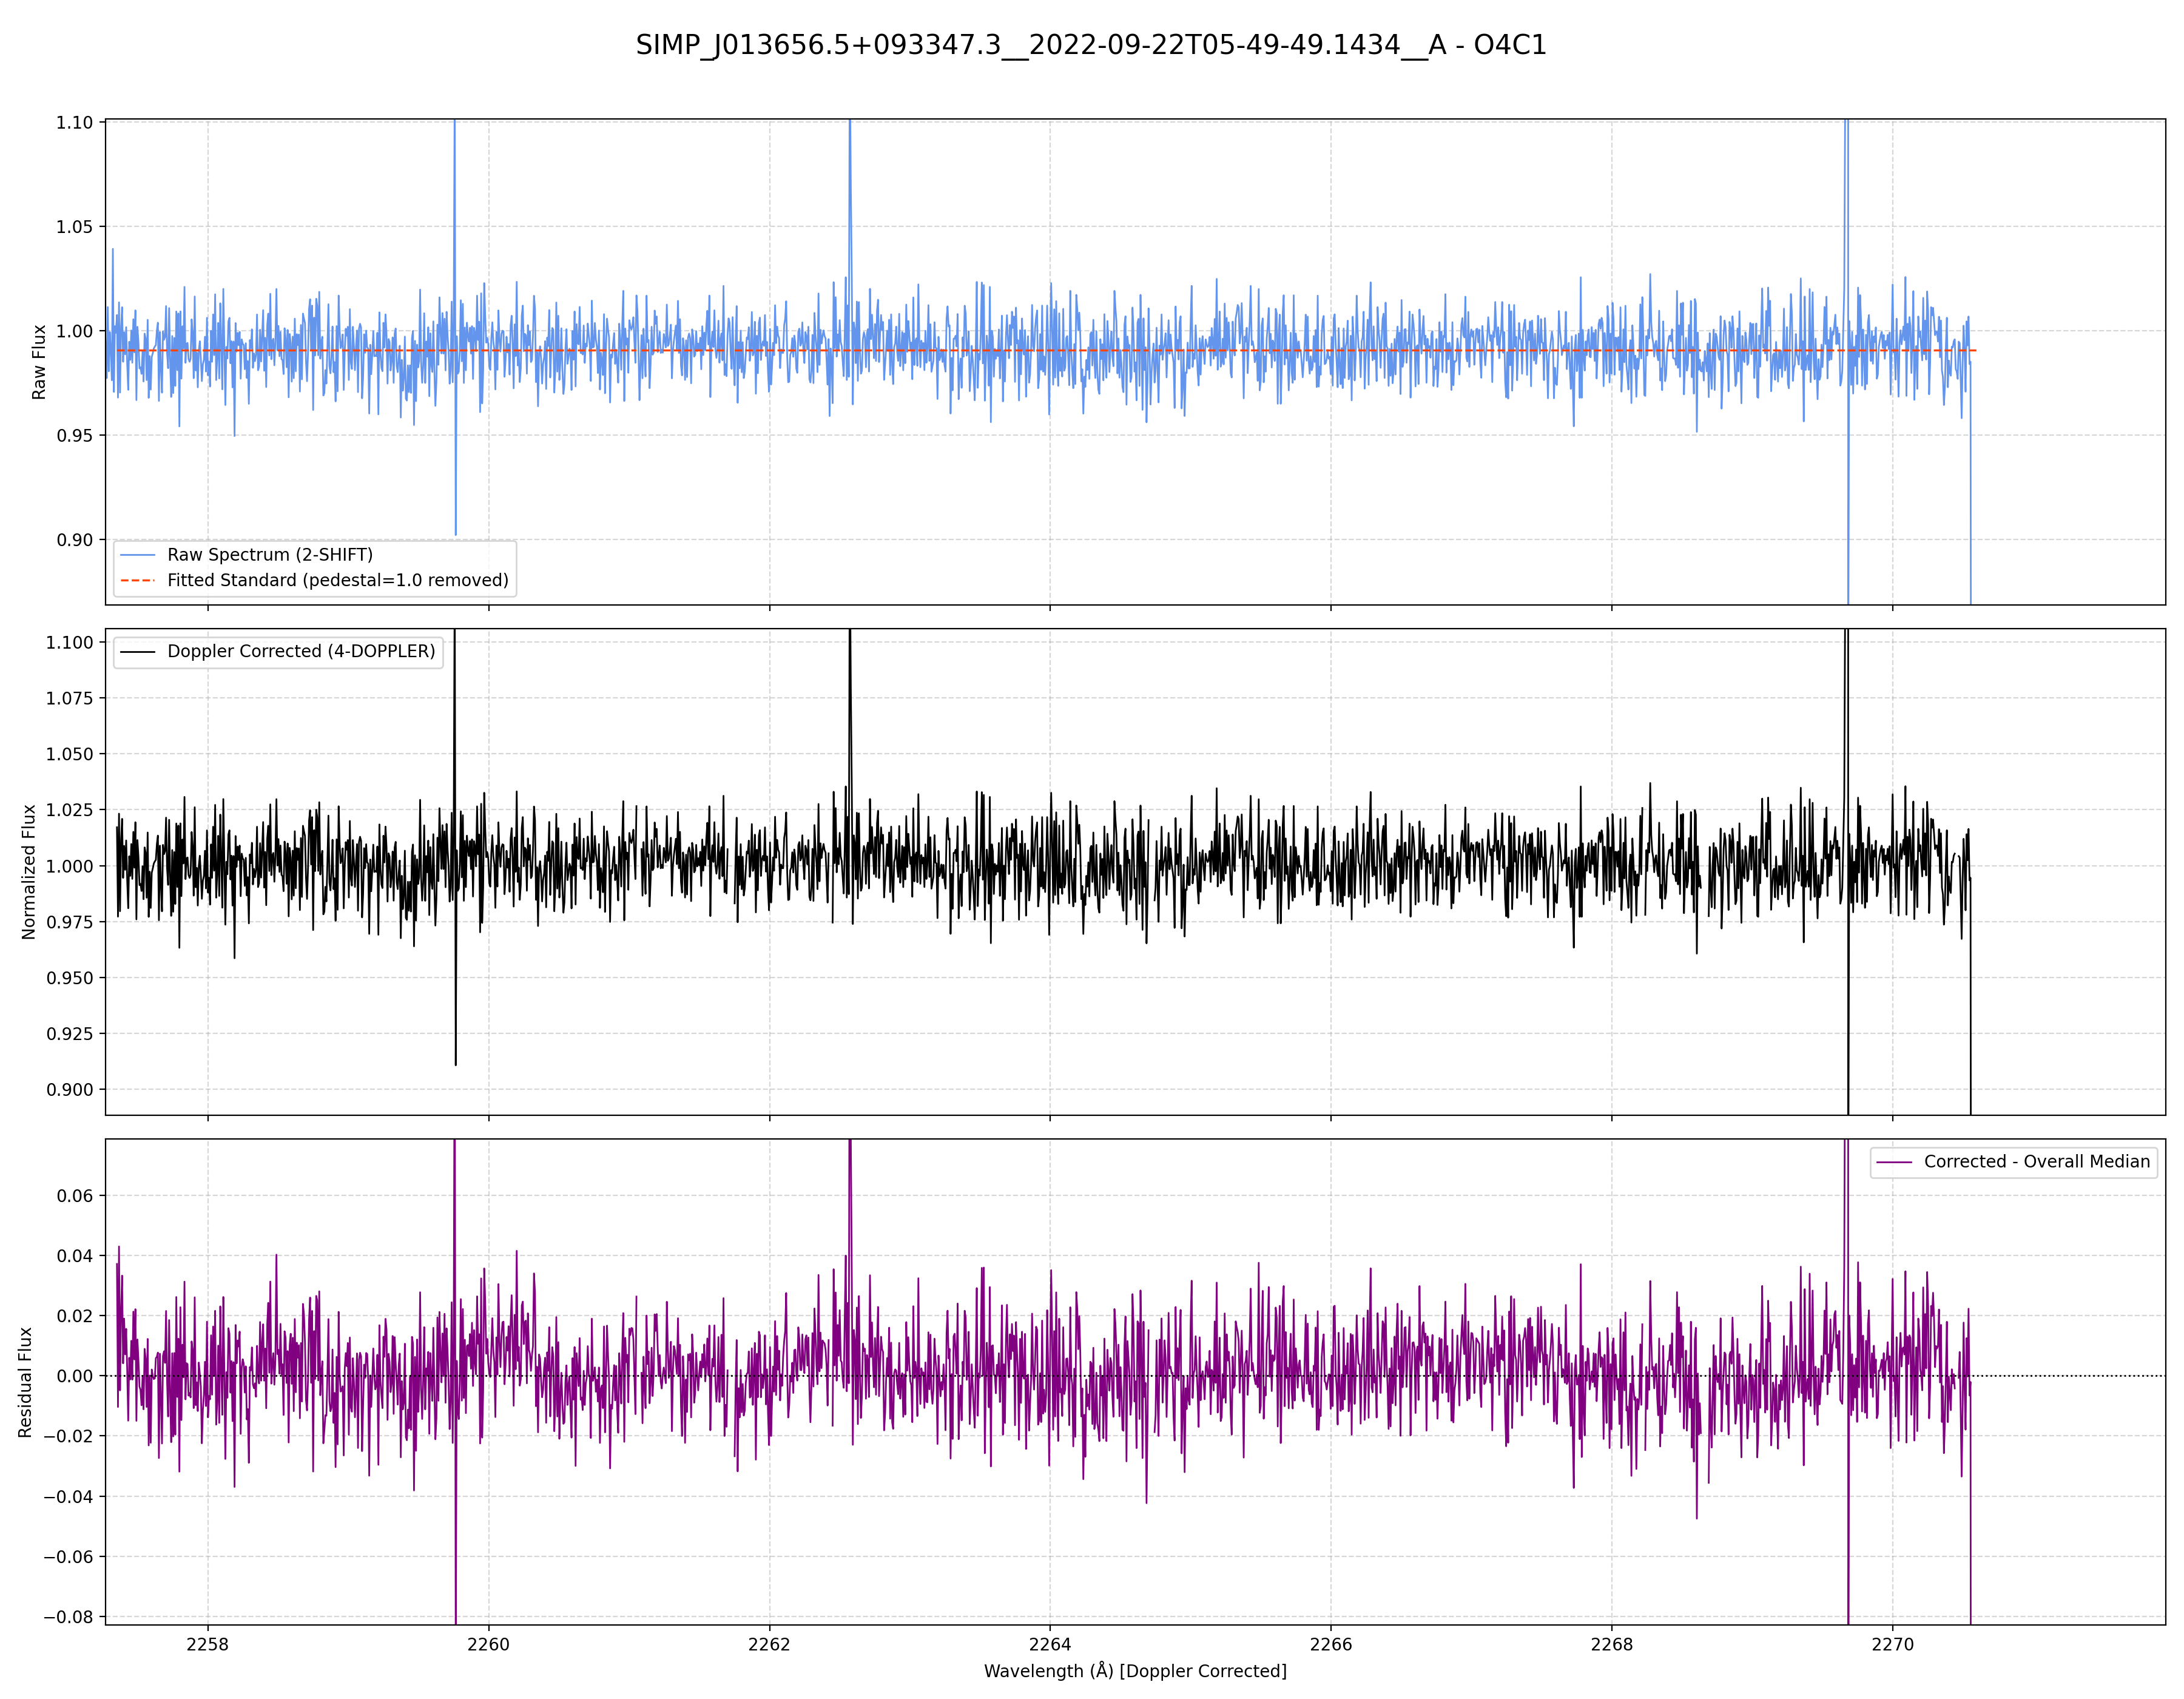 SIMP_J013656.5+093347.3__2022-09-22T05-49-49.1434__A - O4C1
1.10
1.05
1.00
0.95
0.90
Raw Flux
Raw Spectrum (2-SHIFT)
Fitted Standard (pedestal=1.0 removed)
Doppler Corrected (4-DOPPLER)
1.100
1.075
1.050
1.025
1.000
0.975
0.950
0.925
0.900
Normalized Flux
Corrected - Overall Median
0.06
0.04
0.02
0.00
−0.02
−0.04
−0.06
−0.08
Residual Flux
2258 2260 2262 2264 2266 2268 2270
Wavelength (Å) [Doppler Corrected]